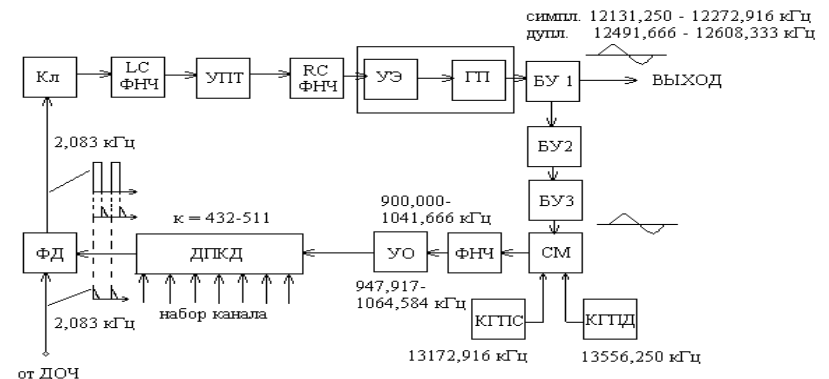 симпл. 12131,250 - 12272,916 кГц
дупл. 12491,666 - 12608,333 кГц
Кл
LC
ФНЧ
УПТ
RC
ФНЧ
УЭ
ГП
БУ 1
ВЫХОД
2,083 кГц
БУ2
БУ3
900,000-
1041,666 кГц
к = 432-511
ФД
ДПКД
УО
ФНЧ
СМ
947,917-
1064,584 кГц
набор канала
2,083 кГц
КГПС
КГПД
13172,916 кГц
13556,250 кГц
от ДОЧ